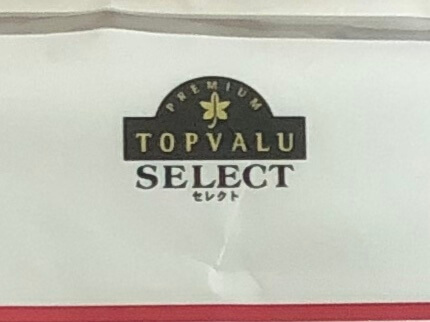 PREMIUM
TOPVALU
SELECT
セレクト